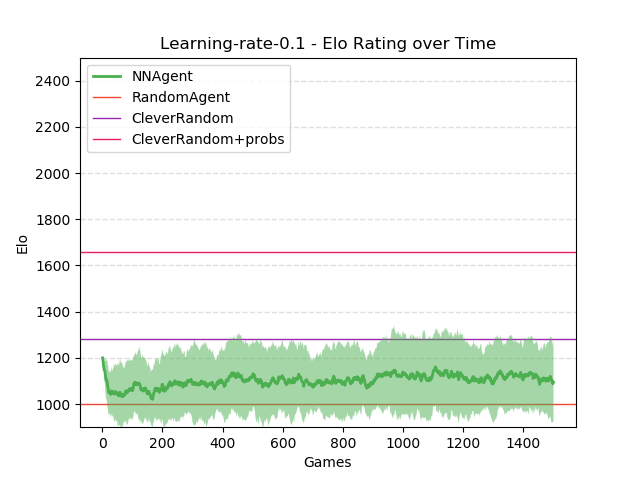 Learning-rate-0.1 - Elo Rating over Time
NNAgent
RandomAgent
CleverRandom
CleverRandom+probs
2400
2200
2000
1800
1600
1400
1200
1000
Elo
0 200 400 600 800 1000 1200 1400
Games